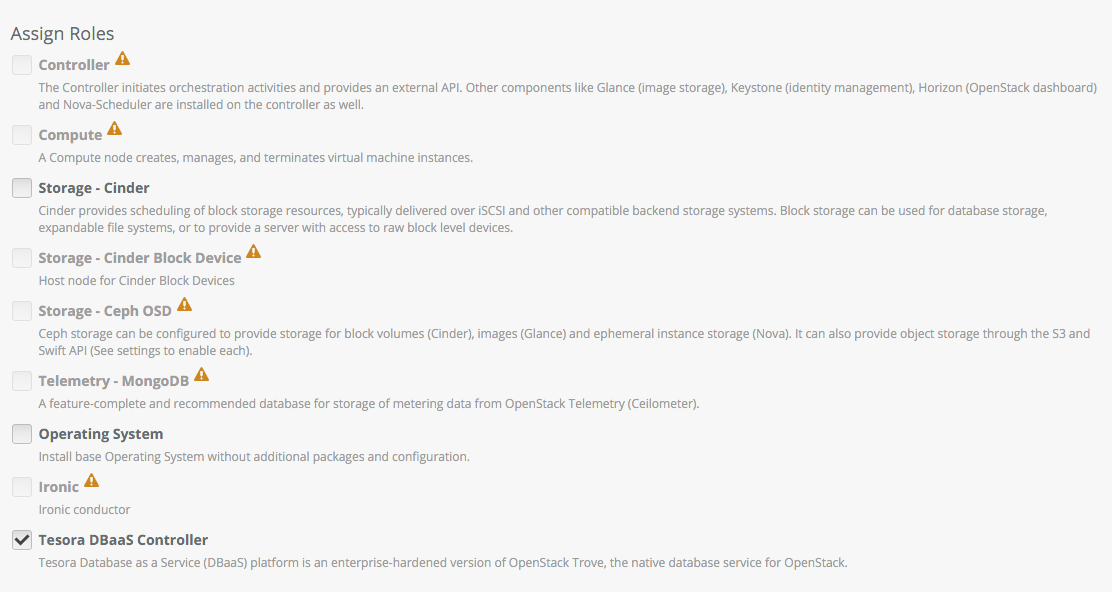 Assign Roles
Controller
The Controller initiates orchestration activities and provides an external API. Other components like Glance (image storage), Keystone (identity management), Horizon (OpenStack dashboard)
and Nova-Scheduler are installed on the controller as well.
Compute
A Compute node creates, manages, and terminates virtual machine instances.
Storage - Cinder
Cinder provides scheduling of block storage resources, typically delivered over iSCSI and other compatible backend storage systems. Block storage can be used for database storage,
expandable file systems, or to provide a server with access to raw block level devices.
Storage - Cinder Block Device
Host node for Cinder Block Devices
Storage - Ceph OSD
Ceph storage can be configured to provide storage for block volumes (Cinder), images (Glance) and ephemeral instance storage (Nova). It can also provide object storage through the S3 and
Swift API (See settings to enable each).
Telemetry - MongoDB
A feature-complete and recommended database for storage of metering data from OpenStack Telemetry (Ceilometer).
Operating System
Install base Operating System without additional packages and configuration.
Ironic
Ironic conductor
Tesora DBaaS Controller
Tesora Database as a Service (DBaaS) platform is an enterprise-hardened version of OpenStack Trove, the native database service for OpenStack.